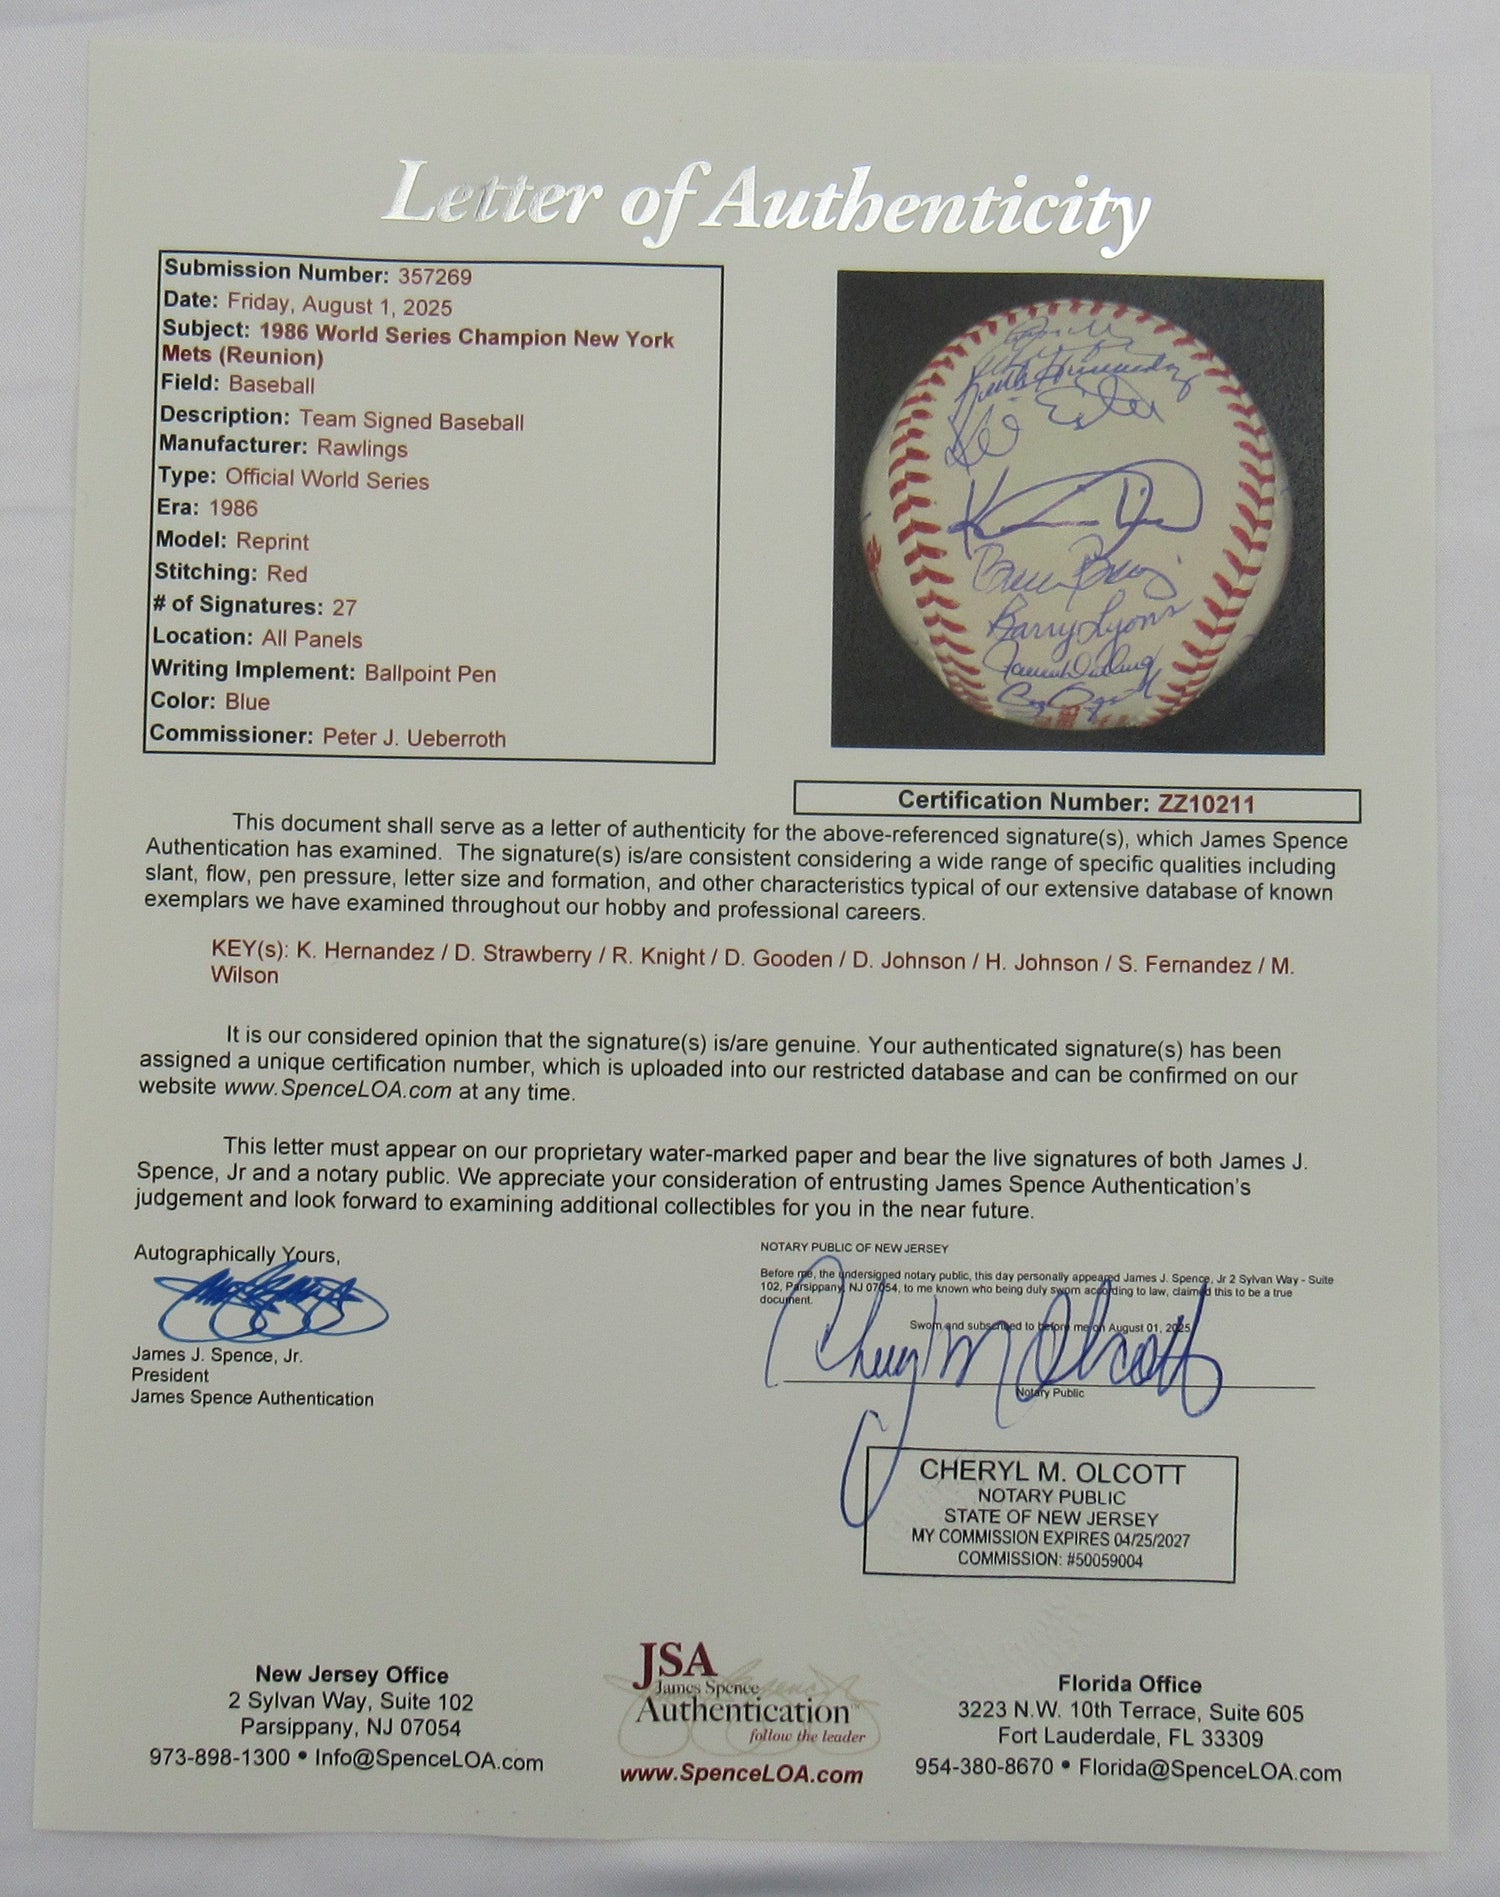 Letter of Authenticity
Submission Number: 357269
Date: Friday, August 1, 2025
Subject: 1986 World Series Champion New York
Mets (Reunion)
Field: Baseball
Description: Team Signed Baseball
Manufacturer: Rawlings
Type: Official World Series
Era: 1986
Model: Reprint
Stitching: Red
# of Signatures: 27
Location: All Panels
Writing Implement: Ballpoint Pen
Color: Blue
Commissioner: Peter J. Ueberroth
Keith Hernandez
Barry Lyons
Certification Number: ZZ10211
This document shall serve as a letter of authenticity for the above-referenced signature(s), which James Spence
Authentication has examined. The signature(s) is/are consistent considering a wide range of specific qualities including
slant, flow, pen pressure, letter size and formation, and other characteristics typical of our extensive database of known
exemplars we have examined throughout our hobby and professional careers.
KEY(s): K. Hernandez / D. Strawberry / R. Knight / D. Gooden / D. Johnson / H. Johnson / S. Fernandez / M.
Wilson
It is our considered opinion that the signature(s) is/are genuine. Your authenticated signature(s) has been
assigned a unique certification number, which is uploaded into our restricted database and can be confirmed on our
website www.SpenceLOA.com at any time.
This letter must appear on our proprietary water-marked paper and bear the live signatures of both James J.
Spence, Jr and a notary public. We appreciate your consideration of entrusting James Spence Authentication's
judgement and look forward to examining additional collectibles for you in the near future.
Autographically Yours,
James J. Spence, Jr.
President
James Spence Authentication
NOTARY PUBLIC OF NEW JERSEY
Before me, the undersigned notary public, this day personally appeared James J. Spence, Jr 2 Sylvan Way - Suite
102, Parsippany, NJ 07054, to me known who being duly sworn according to law, claimed this to be a true
document.
Sworn and subscribed to before me on August 01, 2025
Cheryl M Olcott
Notary Public
CHERYL M. OLCOTT
NOTARY PUBLIC
STATE OF NEW JERSEY
MY COMMISSION EXPIRES 04/25/2027
COMMISSION: #50059004
New Jersey Office
2 Sylvan Way, Suite 102
Parsippany, NJ 07054
973-898-1300 • Info@SpenceLOA.com
JSA
James Spence
Authentication™
follow the leader
www.SpenceLOA.com
Florida Office
3223 N.W. 10th Terrace, Suite 605
Fort Lauderdale, FL 33309
954-380-8670 • Florida@SpenceLOA.com